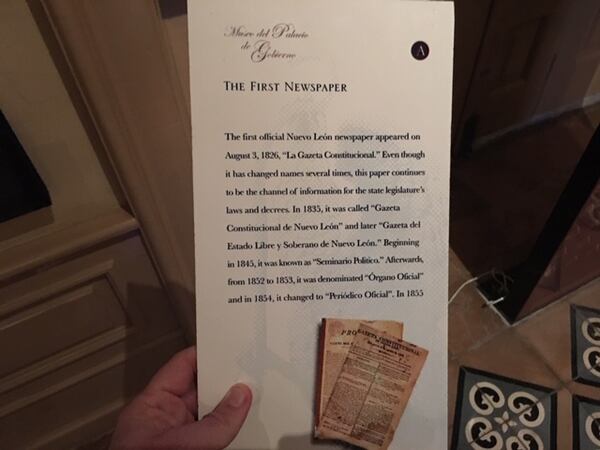 Museo del Palacio
de
Gobierno
A
THE FIRST NEWSPAPER
The first official Nuevo León newspaper appeared on
August 3, 1826, “La Gazeta Constitucional.” Even though
it has changed names several times, this paper continues
to be the channel of information for the state legislature’s
laws and decrees. In 1835, it was called “Gazeta
Constitucional de Nuevo León” and later “Gazeta del
Estado Libre y Soberano de Nuevo León.” Beginning
in 1845, it was known as “Seminario Politico.” Afterwards,
from 1852 to 1853, it was denominated “Órgano Oficial”
and in 1854, it changed to “Periódico Oficial”. In 1855
GAZETA CONSTITUCIONAL